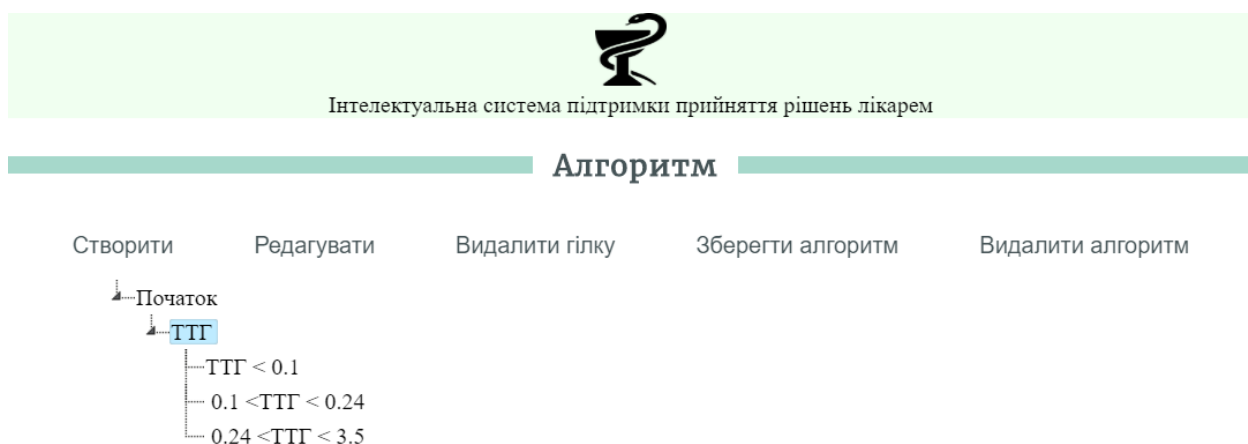 Інтелектуальна система підтримки прийняття рішень лікарем
Алгоритм
Створити Редагувати Видалити гілку Зберегти алгоритм Видалити алгоритм
Початок
ТТГ
ТТГ < 0.1
0.1 <ТТГ < 0.24
0.24 <ТТГ < 3.5